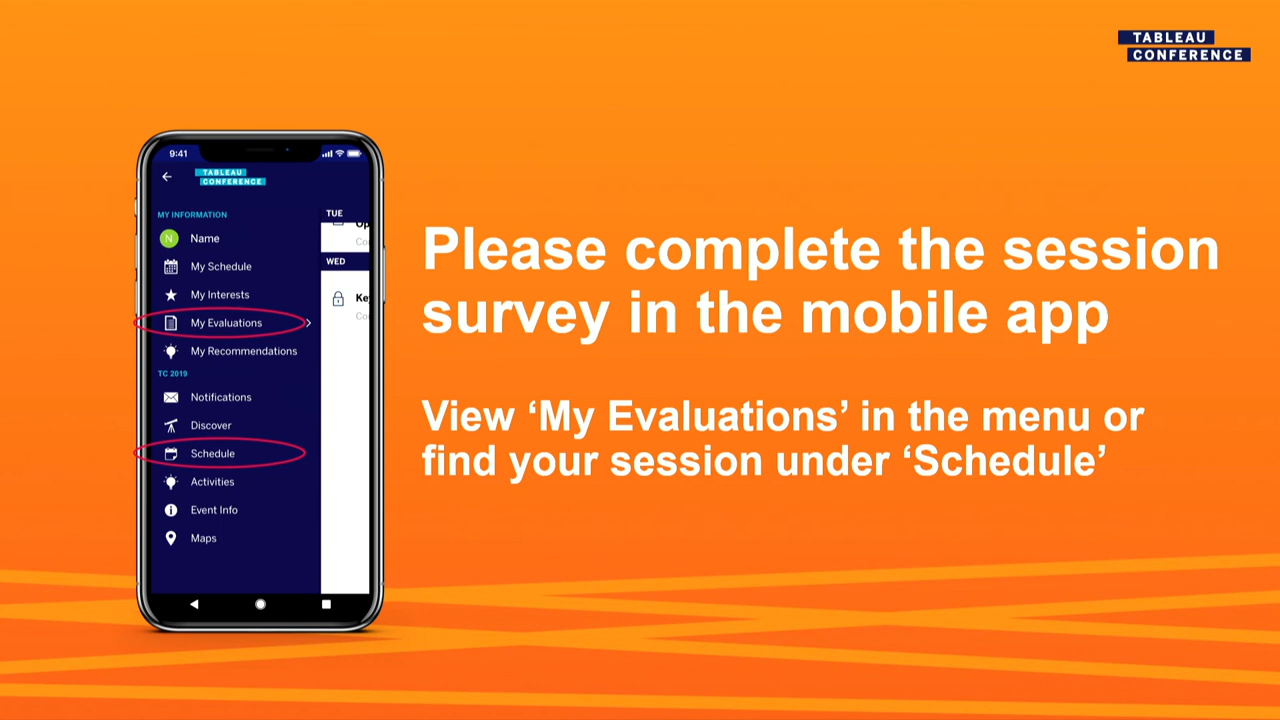 TABLEAU
CONFERENCE
9:41
TABLEAU
CONFERENCE
MY INFORMATION
N Name
My Schedule
My Interests
My Evaluations
My Recommendations
TC 2019
Notifications
Discover
Schedule
Activities
Event Info
Maps
TUE
WED
Please complete the session
survey in the mobile app
View ‘My Evaluations’ in the menu or
find your session under ‘Schedule’